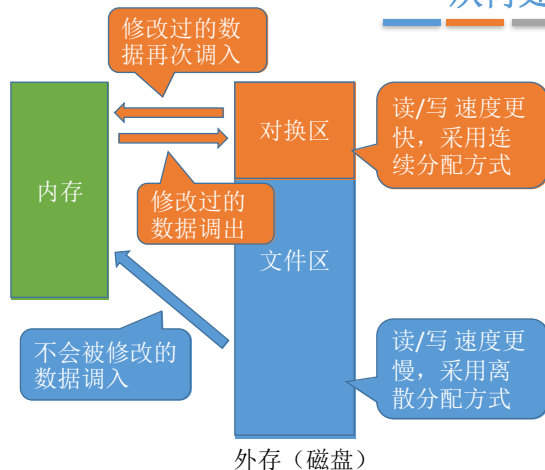 修改过的数
据再次调入
对换区
读/写 速度更
快，采用连
续分配方式
内存
修改过的
数据调出
文件区
不会被修改的
数据调入
读/写 速度更
慢，采用离
散分配方式
外存（磁盘）